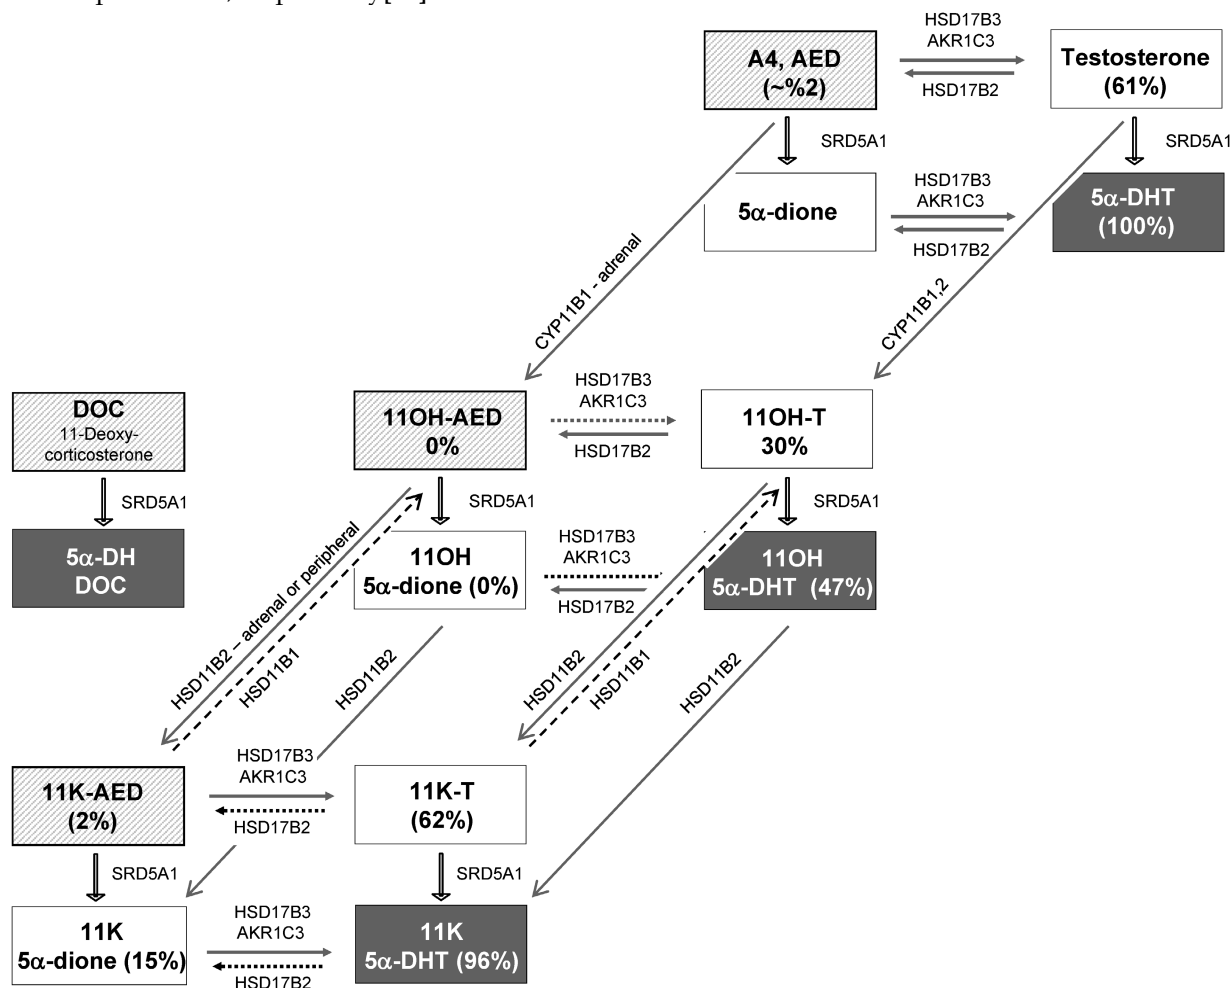 HSD17B3
AKR1C3
A4, AED
(~%2)
Testosterone
(61%)
HSD17B2
SRD5A1
SRD5A1
5α-dione
HSD17B3
AKR1C3
5α-DHT
(100%)
HSD17B2
CYP11B1 - adrenal
CYP11B1,2
DOC
11-Deoxy-
corticosterone
11OH-AED
0%
HSD17B3
AKR1C3
HSD17B2
11OH-T
30%
SRD5A1
SRD5A1
SRD5A1
5α-DH
DOC
11OH
5α-dione (0%)
HSD17B3
AKR1C3
HSD17B2
11OH
5α-DHT (47%)
HSD11B2 – adrenal or peripheral
HSD11B1
HSD11B2
HSD11B2
HSD11B1
HSD11B2
11K-AED
(2%)
HSD17B3
AKR1C3
HSD17B2
11K-T
(62%)
SRD5A1
SRD5A1
11K
5α-dione (15%)
HSD17B3
AKR1C3
HSD17B2
11K
5α-DHT (96%)